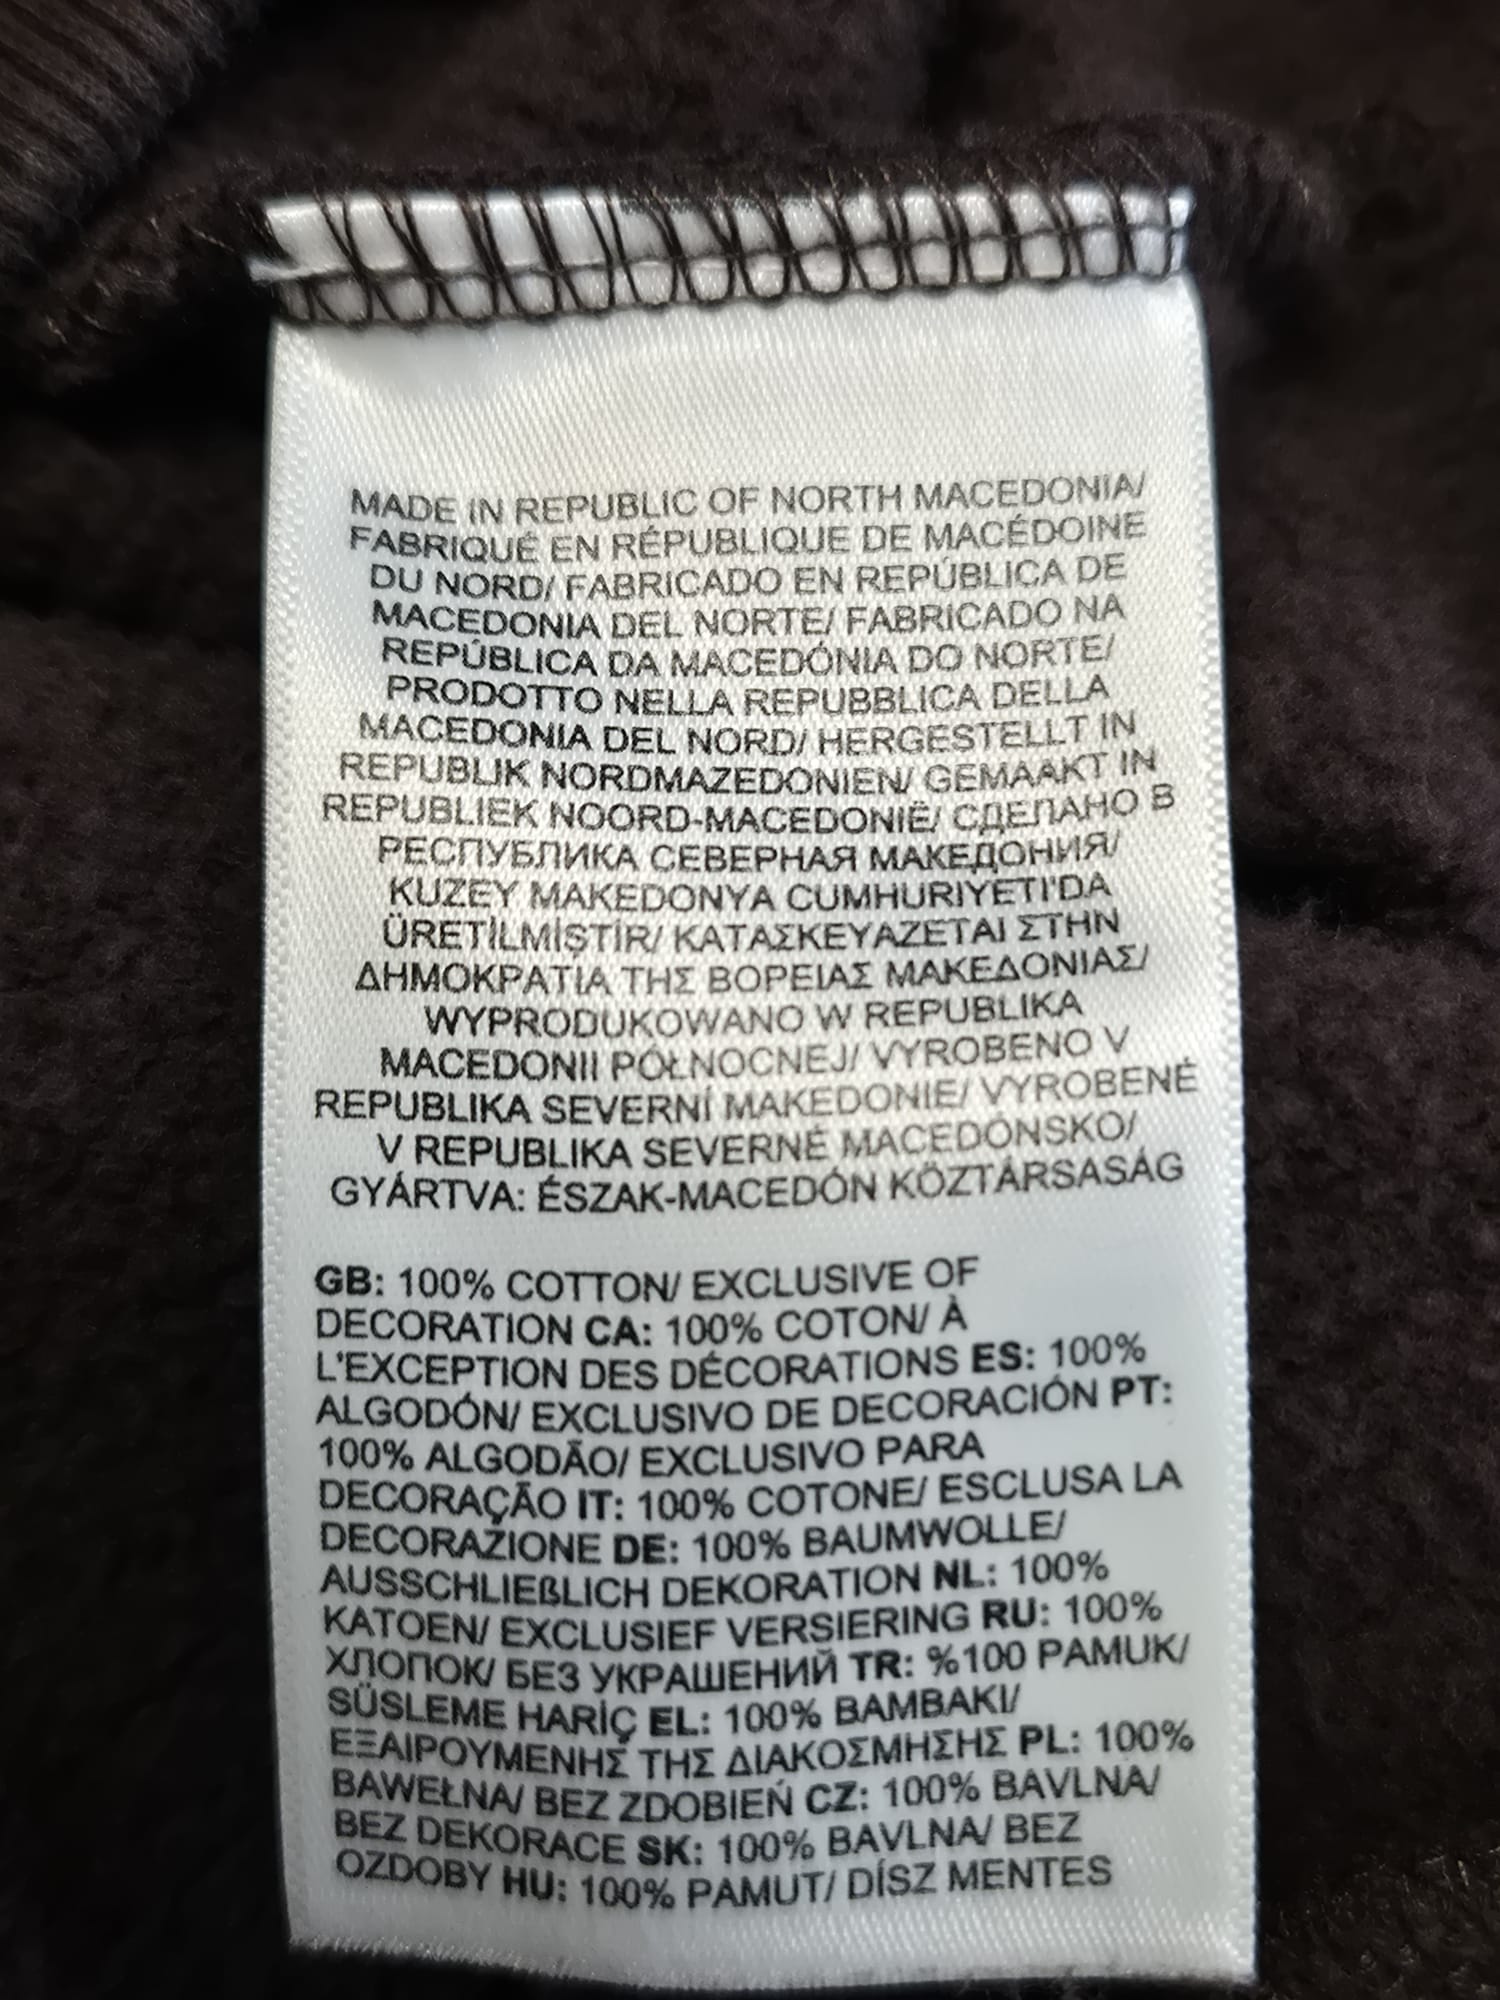 MADE IN REPUBLIC OF NORTH MACEDONIA/
FABRIQUÉ EN RÉPUBLIQUE DE MACÉDOINE
DU NORD/ FABRICADO EN REPÚBLICA DE
MACEDONIA DEL NORTE/ FABRICADO NA
REPÚBLICA DA MACEDÓNIA DO NORTE/
PRODOTTO NELLA REPUBBLICA DELLA
MACEDONIA DEL NORD/ HERGESTELLT IN
REPUBLIK NORDMAZEDONIEN/ GEMAAKT IN
REPUBLIEK NOORD-MACEDONIË/ СДЕЛАНО В
РЕСПУБЛИКА СЕВЕРНАЯ МАКЕДОНИЯ/
KUZEY MAKEDONYA CUMHURIYETI'DA
ÜRETİLMİŞTİR/ ΚΑΤΑΣΚΕΥΑΖΕΤΑΙ ΣΤΗΝ
ΔΗΜΟΚΡΑΤΙΑ ΤΗΣ ΒΟΡΕΙΑΣ ΜΑΚΕΔΟΝΙΑΣ/
WYPRODUKOWANO W REPUBLIKA
MACEDONII PÓŁNOCNEJ/ VYROBENO V
REPUBLIKA SEVERNÍ MAKEDONIE/ VYROBENÉ
V REPUBLIKA SEVERNÉ MACEDÓNSKO/
GYÁRTVA: ÉSZAK-MACEDÓN KÖZTÁRSASÁG
GB: 100% COTTON/ EXCLUSIVE OF
DECORATION CA: 100% COTON/ À
L'EXCEPTION DES DÉCORATIONS ES: 100%
ALGODÓN/ EXCLUSIVO DE DECORACIÓN PT:
100% ALGODÃO/ EXCLUSIVO PARA
DECORAÇÃO IT: 100% COTONE/ ESCLUSA LA
DECORAZIONE DE: 100% BAUMWOLLE/
AUSSCHLIEßLICH DEKORATION NL: 100%
KATOEN/ EXCLUSIEF VERSIERING RU: 100%
ХЛОПОК/ БЕЗ УКРАШЕНИЙ TR: %100 PAMUK/
SÜSLEME HARİÇ EL: 100% ΒΑΜΒΑΚΙ/
ΕΞΑΙΡΟΥΜΕΝΗΣ ΤΗΣ ΔΙΑΚΟΣΜΗΣΗΣ PL: 100%
BAWEŁNA/ BEZ ZDOBIEŃ CZ: 100% BAVLNA/
BEZ DEKORACE SK: 100% BAVLNA/ BEZ
OZDOBY HU: 100% PAMUT/ DÍSZ MENTES